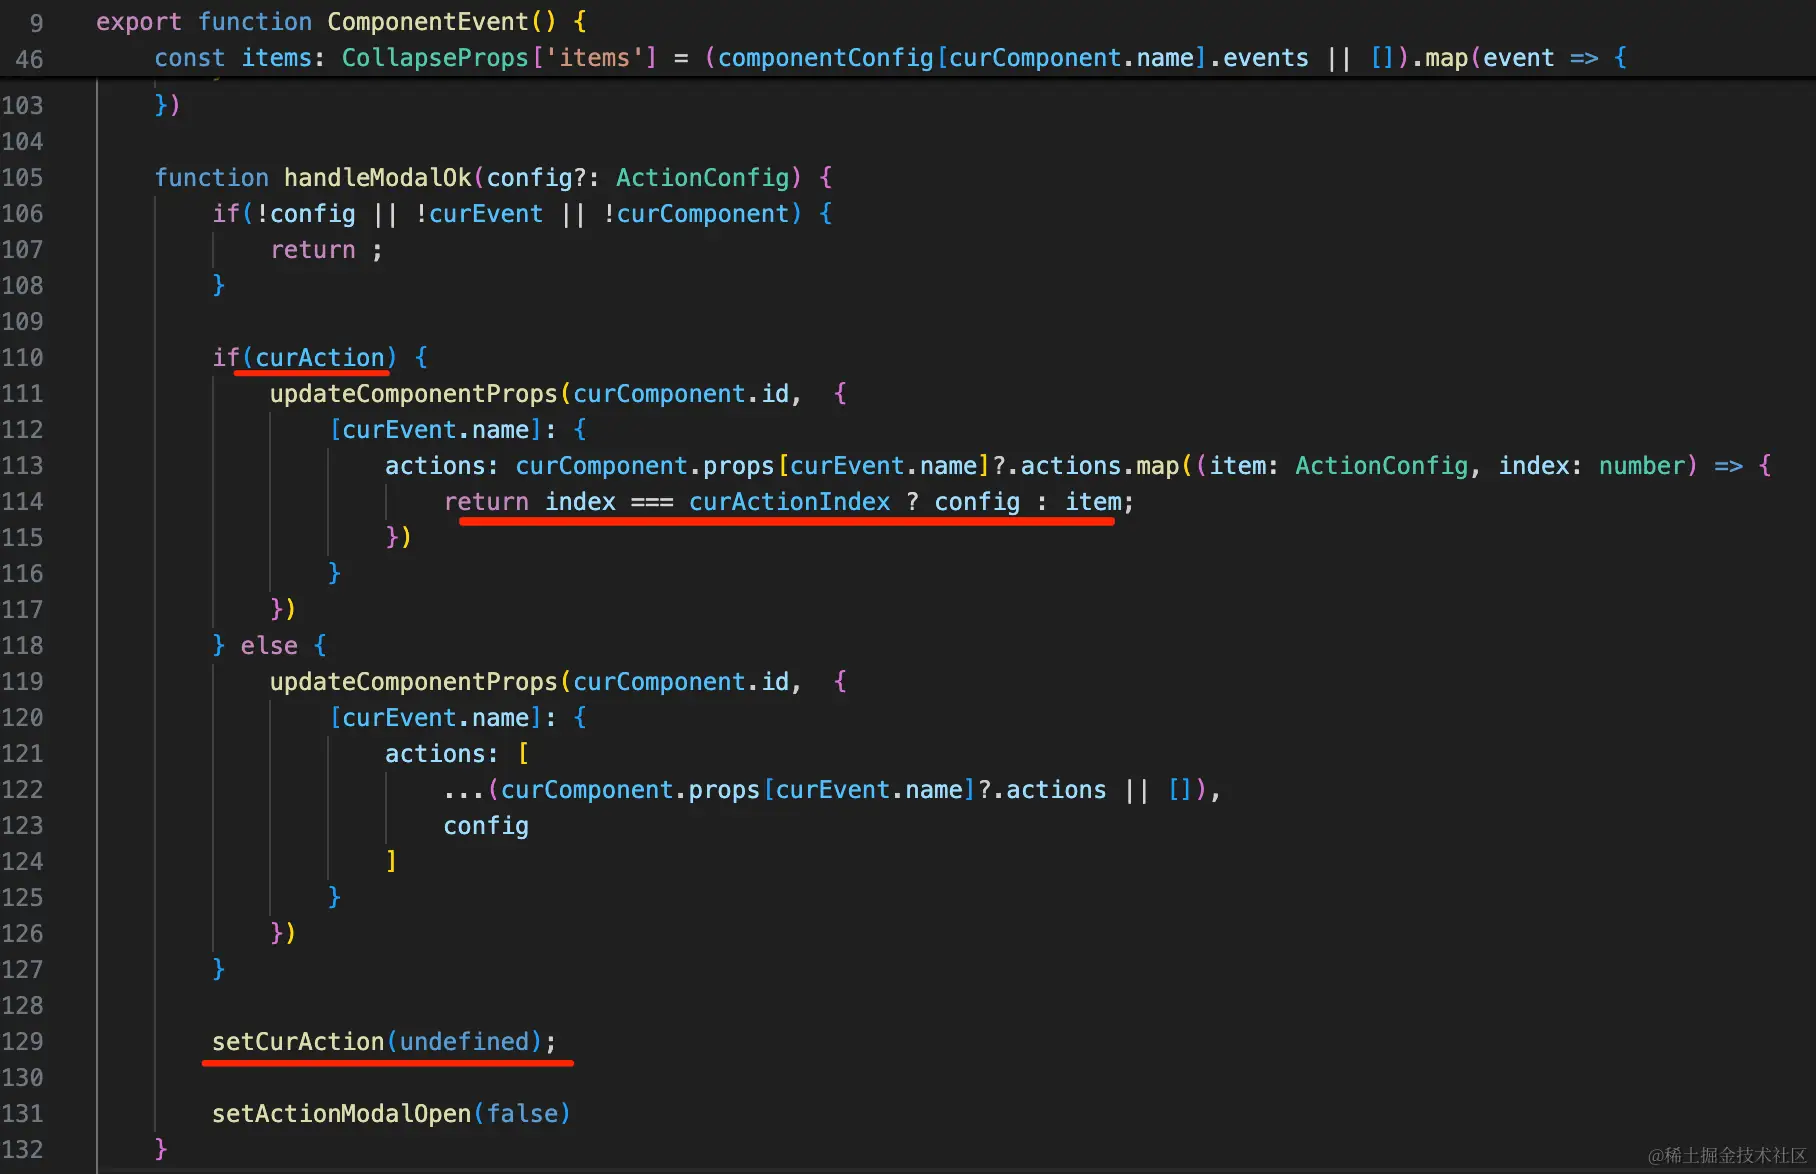 9 export function ComponentEvent() {
46 const items: CollapseProps['items'] = (componentConfig[curComponent.name].events || []).map(event => {
103 })
104
105 function handleModalOk(config?: ActionConfig) {
106 if(!config || !curEvent || !curComponent) {
107 return ;
108 }
109
110 if(curAction) {
111 updateComponentProps(curComponent.id, {
112 [curEvent.name]: {
113 actions: curComponent.props[curEvent.name]?.actions.map((item: ActionConfig, index: number) => {
114 return index === curActionIndex ? config : item;
115 })
116 }
117 })
118 } else {
119 updateComponentProps(curComponent.id, {
120 [curEvent.name]: {
121 actions: [
122 ...(curComponent.props[curEvent.name]?.actions || []),
123 config
124 ]
125 }
126 })
127 }
128
129 setCurAction(undefined);
130
131 setActionModalOpen(false)
132 }
@稀土掘金技术社区